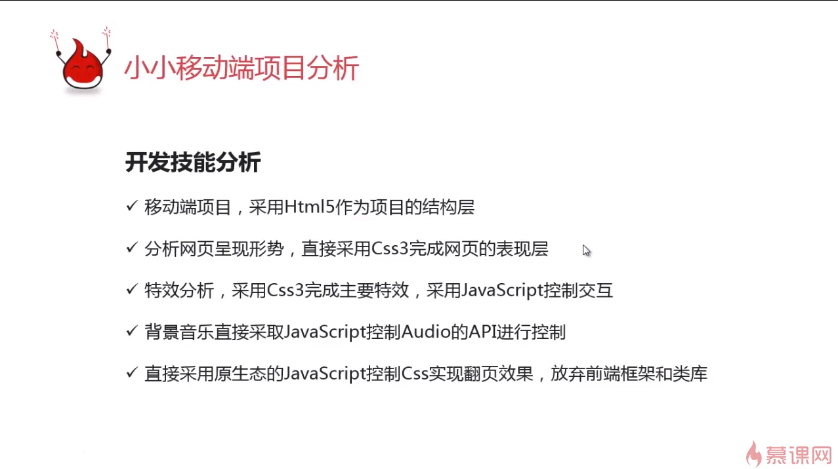 小小移动端项目分析
开发技能分析
✓ 移动端项目，采用Html5作为项目的结构层
✓ 分析网页呈现形势，直接采用Css3完成网页的表现层
✓ 特效分析，采用Css3完成主要特效，采用JavaScript控制交互
✓ 背景音乐直接采取JavaScript控制Audio的API进行控制
✓ 直接采用原生态的JavaScript控制Css实现翻页效果，放弃前端框架和类库
慕课网